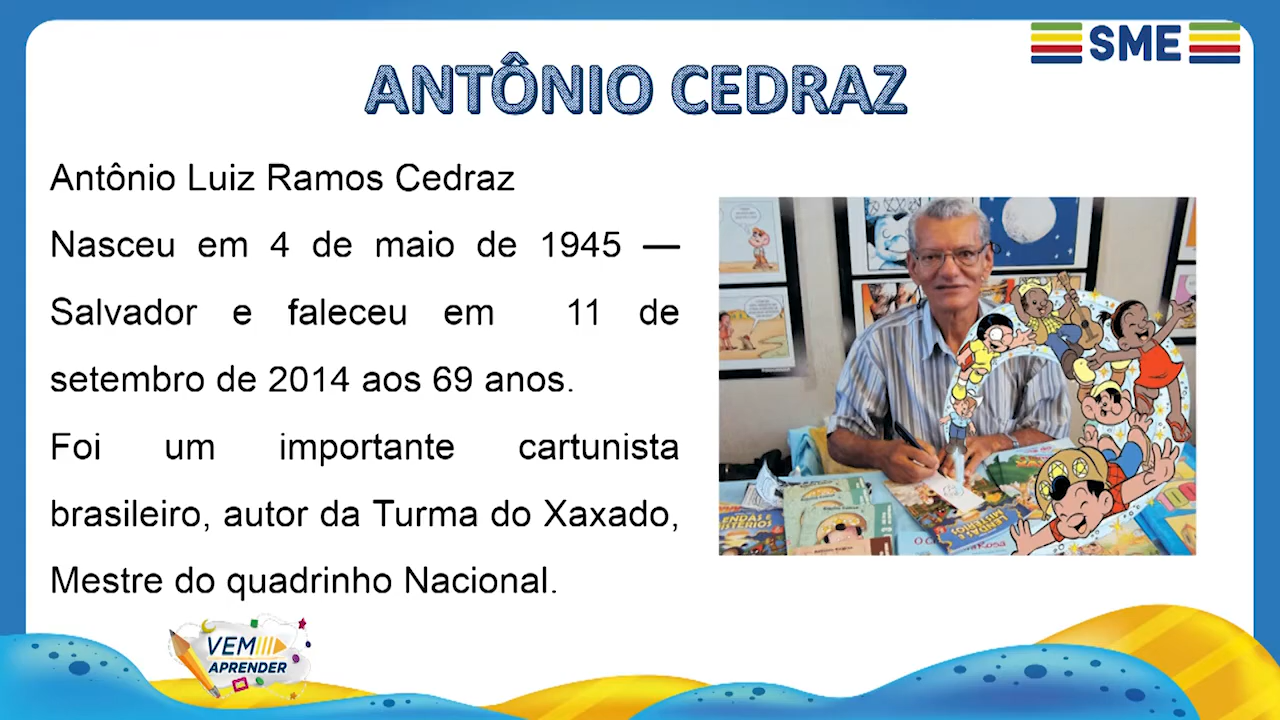 SME
ANTÔNIO CEDRAZ
Antônio Luiz Ramos Cedraz
Nasceu em 4 de maio de 1945 —
Salvador e faleceu em 11 de
setembro de 2014 aos 69 anos.
Foi um importante cartunista
brasileiro, autor da Turma do Xaxado,
Mestre do quadrinho Nacional.
LENDAS E
MISTÉRIOS
VEM
APRENDER